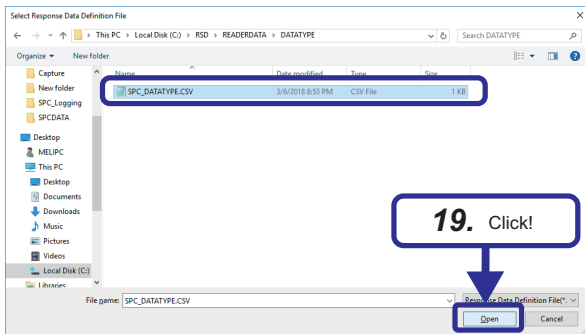 Select Response Data Definition File
This PC > Local Disk (C:) > RSD > READERDATA > DATATYPE
Search DATATYPE
Organize
New folder
Capture
New folder
SPC_Logging
SPCDATA
Desktop
MELIPC
This PC
Desktop
Documents
Downloads
Music
Pictures
Videos
Local Disk (C:)
Libraries
Name Date modified Type Size
SPC_DATATYPE.CSV 3/6/2018 8:53 PM CSV File 1 KB
19. Click!
File name: SPC_DATATYPE.CSV
Response Data Definition File(*.
Open Cancel